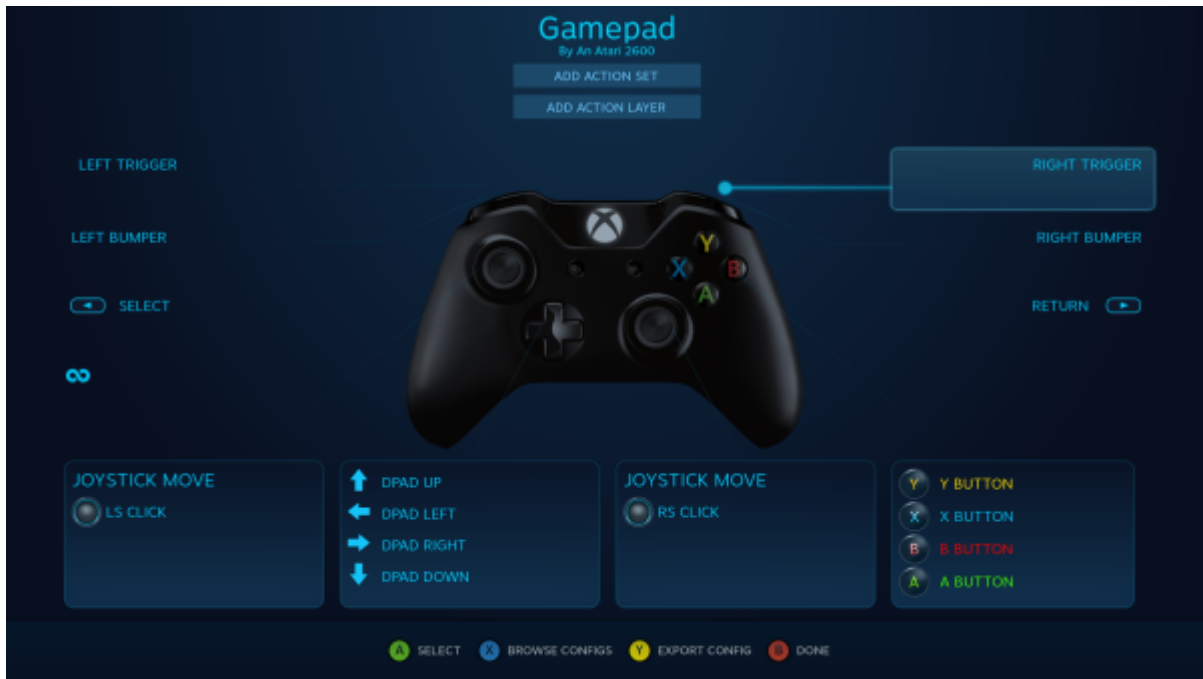 Gamepad
By An Atari 2600
ADD ACTION SET
ADD ACTION LAYER
LEFT TRIGGER
RIGHT TRIGGER
LEFT BUMPER
RIGHT BUMPER
SELECT
RETURN
Y
X
B
A
JOYSTICK MOVE
LS CLICK
DPAD UP
DPAD LEFT
DPAD RIGHT
DPAD DOWN
JOYSTICK MOVE
RS CLICK
Y Y BUTTON
X X BUTTON
B B BUTTON
A A BUTTON
A SELECT X BROWSE CONFIGS Y EXPORT CONFIG B DONE